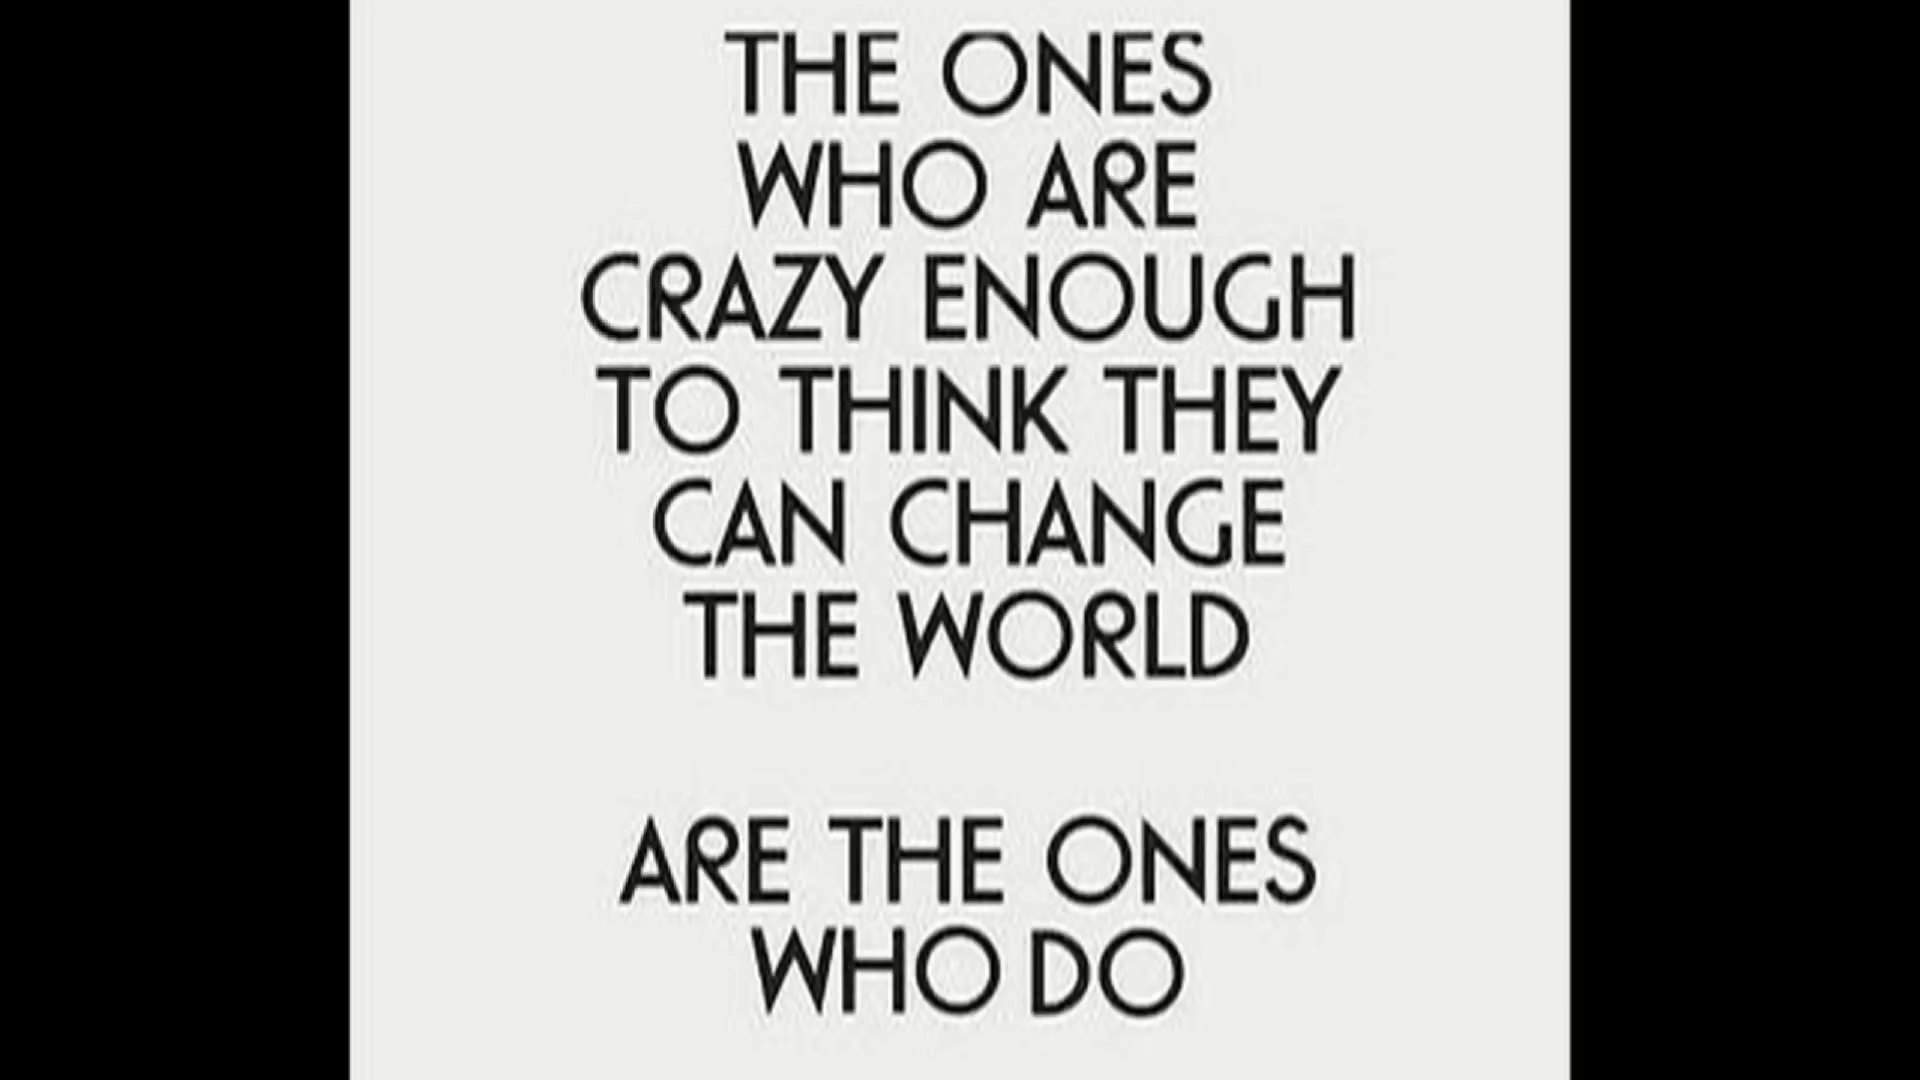 THE ONES
WHO ARE
CRAZY ENOUGH
TO THINK THEY
CAN CHANGE
THE WORLD
ARE THE ONES
WHO DO